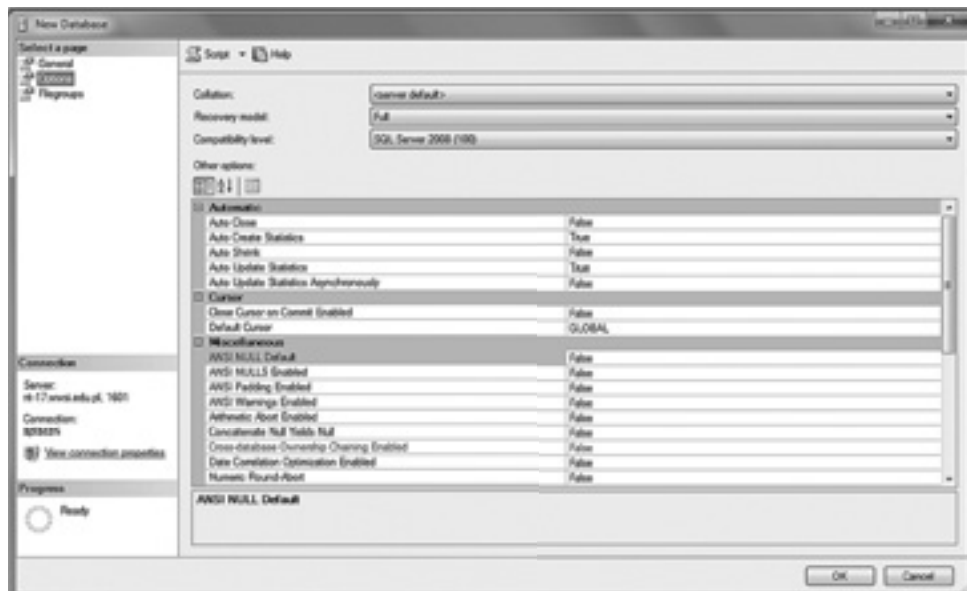 New Database
Select a page
General
Options
Filegroups
Script Help
Collation: <server default>
Recovery model: Full
Compatibility level: SQL Server 2008 (100)
Other options:
Automatic
Auto Close False
Auto Create Statistics True
Auto Shrink False
Auto Update Statistics True
Auto Update Statistics Asynchronously False
Cursor
Close Cursor on Commit Enabled False
Default Cursor GLOBAL
Miscellaneous
ANSI NULL Default False
ANSI NULLS Enabled False
ANSI Padding Enabled False
ANSI Warnings Enabled False
Arithmetic Abort Enabled False
Concatenate Null Yields Null False
Cross-database Ownership Chaining Enabled False
Date Correlation Optimization Enabled False
Numeric Round-Abort False
ANSI NULL Default
Connection
Server:
1601
Connection:
View connection properties
Progress
Ready
OK Cancel